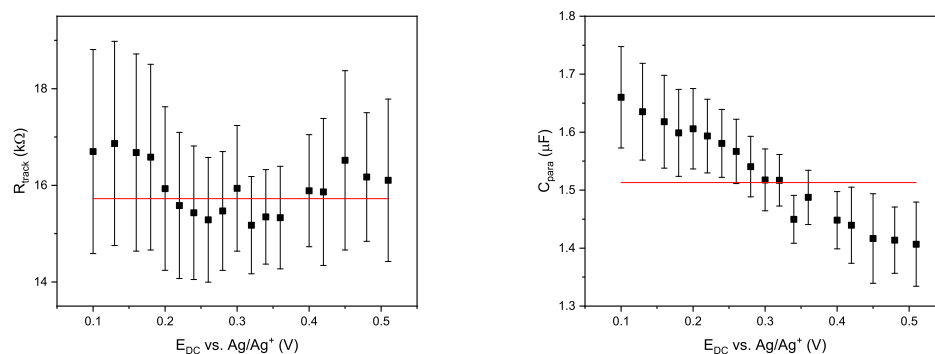 18
16
14
0.1 0.2 0.3 0.4 0.5
R_track (kΩ)
E_DC vs. Ag/Ag⁺ (V)
1.8
1.7
1.6
1.5
1.4
1.3
0.1 0.2 0.3 0.4 0.5
C_para (μF)
E_DC vs. Ag/Ag⁺ (V)